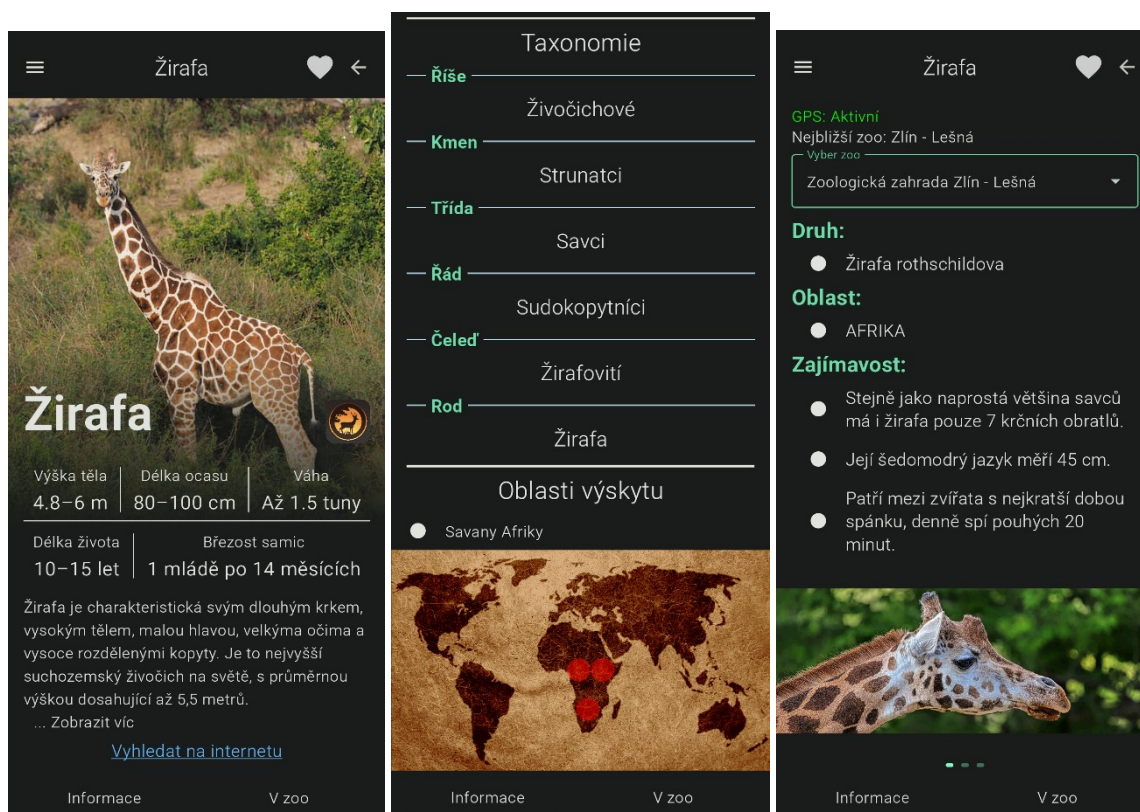 Žirafa
Žirafa
Výška těla
Délka ocasu
Váha
4.8–6 m
80–100 cm
Až 1.5 tuny
Délka života
Březost samic
10–15 let
1 mládě po 14 měsících
Žirafa je charakteristická svým dlouhým krkem,
vysokým tělem, malou hlavou, velkýma očima a
vysoce rozdělenými kopyty. Je to nejvyšší
suchozemský živočich na světě, s průměrnou
výškou dosahující až 5,5 metrů.
... Zobrazit víc
Vyhledat na internetu
Informace
V zoo
Taxonomie
Říše
Živočichové
Kmen
Strunatci
Třída
Savci
Řád
Sudokopytníci
Čeleď
Žirafovití
Rod
Žirafa
Oblasti výskytu
Savany Afriky
Informace
V zoo
Žirafa
GPS: Aktivní
Nejbližší zoo: Zlín - Lešná
Vyber zoo
Zoologická zahrada Zlín - Lešná
Druh:
Žirafa rothschildova
Oblast:
AFRIKA
Zajímavost:
Stejně jako naprostá většina savců
má i žirafa pouze 7 krčních obratlů.
Její šedomodrý jazyk měří 45 cm.
Patří mezi zvířata s nejkratší dobou
spánku, denně spí pouhých 20
minut.
Informace
V zoo